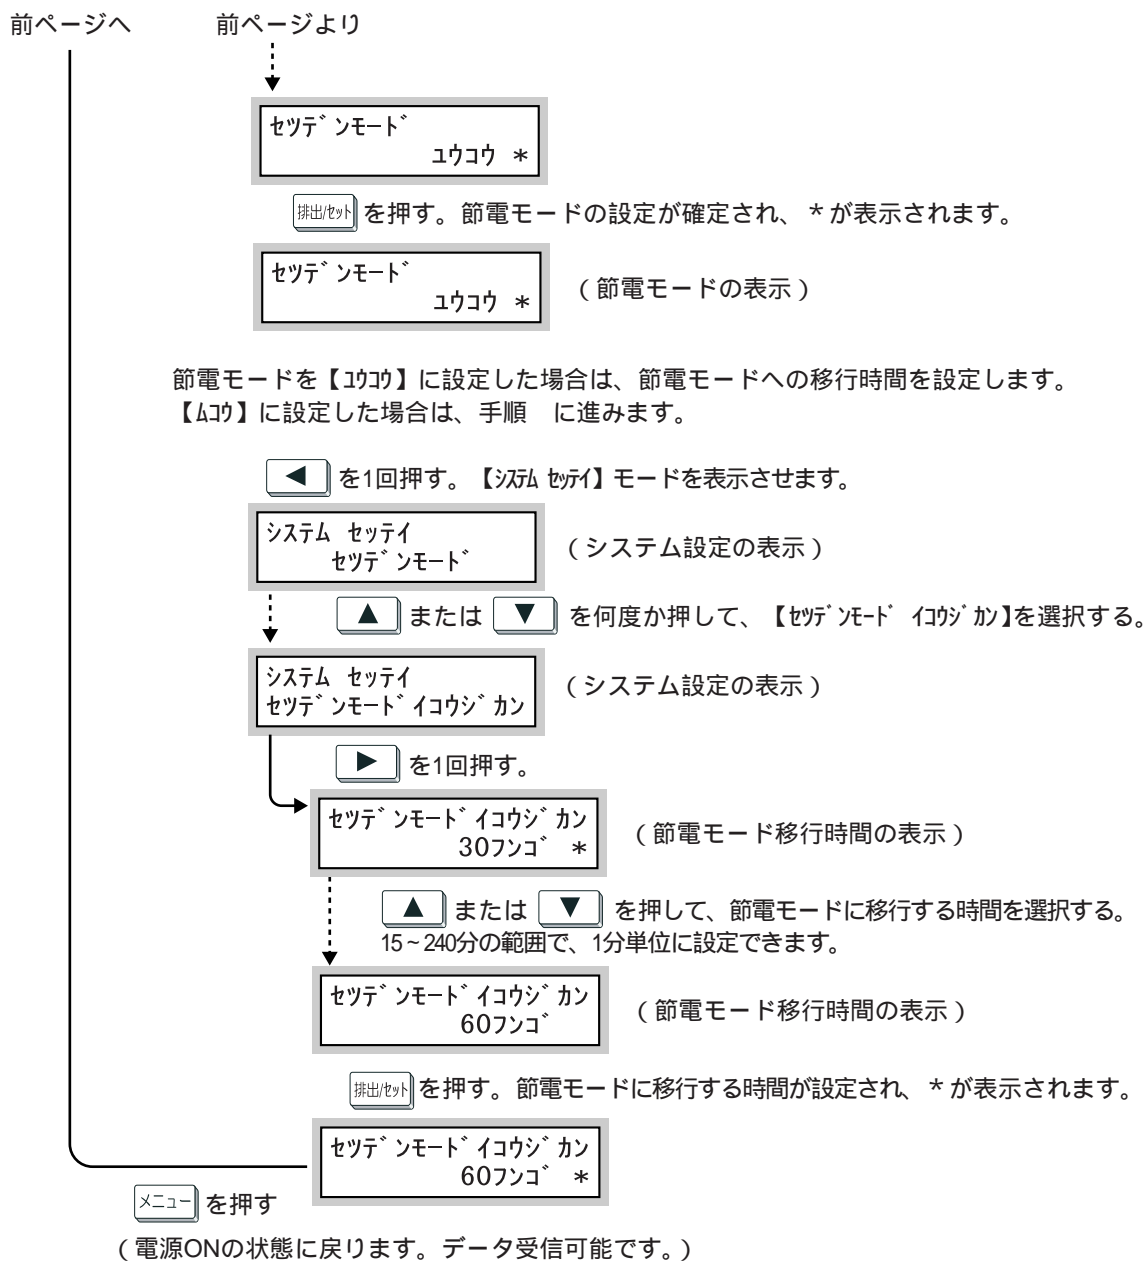 前ページへ 前ページより
セツデンモード
ユウコウ *
排出/セット を押す。節電モードの設定が確定され、*が表示されます。
セツデンモード
ユウコウ *
(節電モードの表示)
節電モードを【ユウコウ】に設定した場合は、節電モードへの移行時間を設定します。
【ムコウ】に設定した場合は、手順 に進みます。
◀ を1回押す。【システム セッテイ】モードを表示させます。
システム セッテイ
セツデンモード
(システム設定の表示)
▲ または ▼ を何度か押して、【セツデンモード イコウジカン】を選択する。
システム セッテイ
セツデンモードイコウジカン
(システム設定の表示)
▶ を1回押す。
セツデンモードイコウジカン
30フンゴ *
(節電モード移行時間の表示)
▲ または ▼ を押して、節電モードに移行する時間を選択する。
15~240分の範囲で、1分単位に設定できます。
セツデンモードイコウジカン
60フンゴ
(節電モード移行時間の表示)
排出/セット を押す。節電モードに移行する時間が設定され、*が表示されます。
セツデンモードイコウジカン
60フンゴ *
メニュー を押す
(電源ONの状態に戻ります。データ受信可能です。)